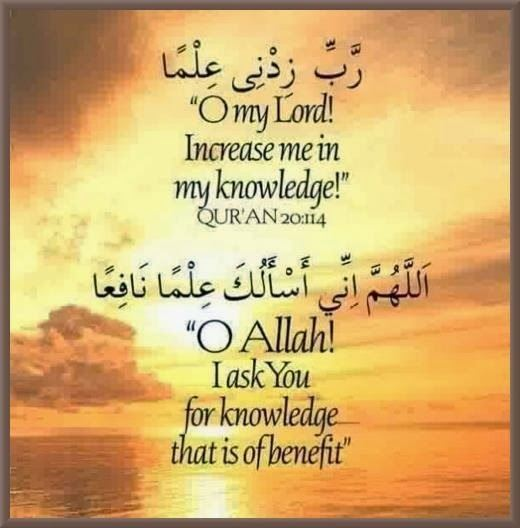 رَّبِّ زِدْنِى عِلْمًا
“O my Lord!
Increase me in
my knowledge!”
QUR'AN 20:114
اَللَّهُمَّ اِنِّي أَسْأَلُكَ عِلْمًا نَافِعًا
“O Allah!
I ask You
for knowledge
that is of benefit”